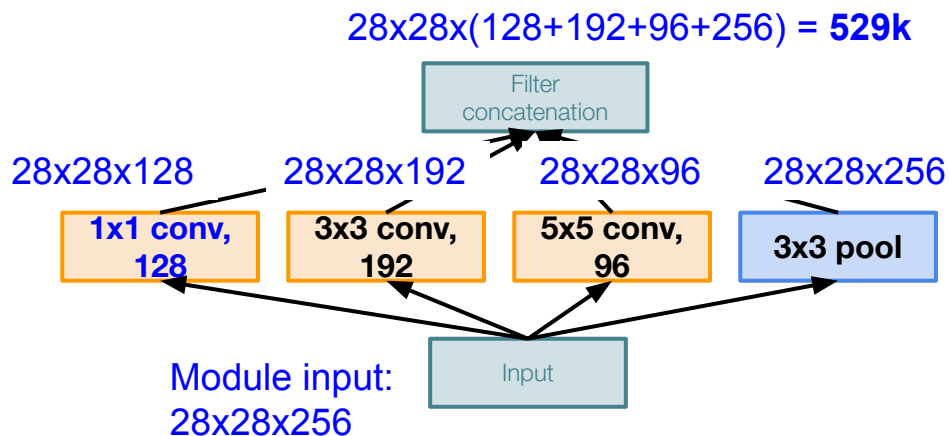 28x28x(128+192+96+256) = 529k
Filter
concatenation
28x28x128
28x28x192
28x28x96
28x28x256
1x1 conv,
128
3x3 conv,
192
5x5 conv,
96
3x3 pool
Input
Module input:
28x28x256